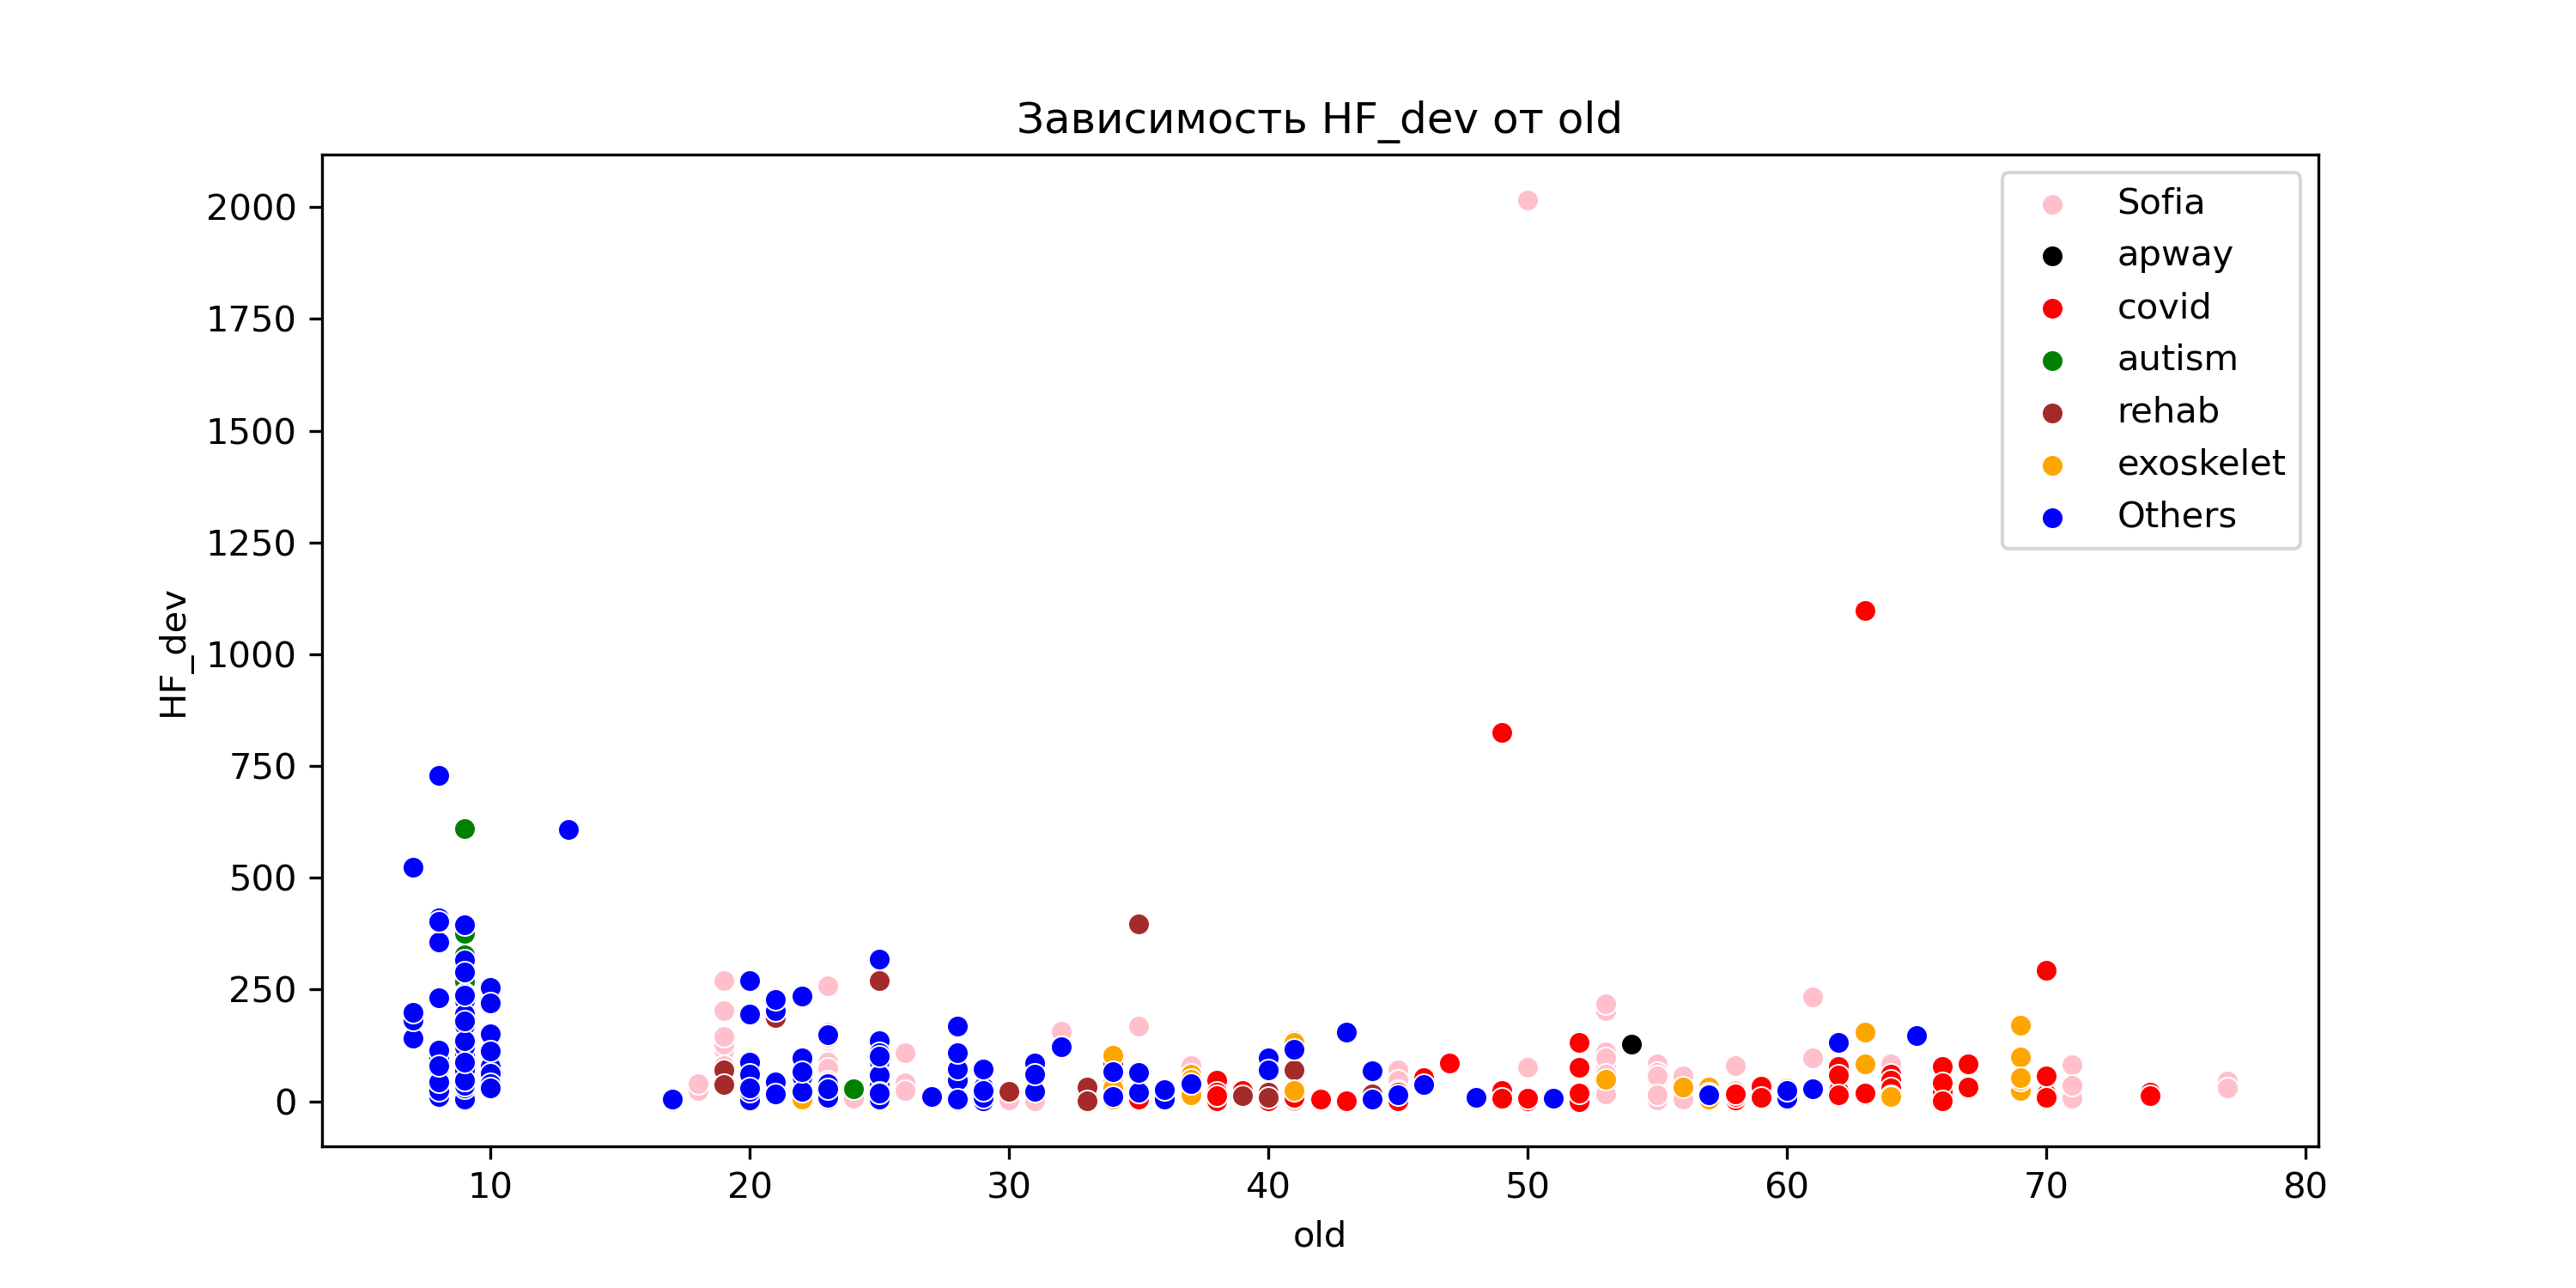 Зависимость HF_dev от old
Sofia
apway
covid
autism
rehab
exoskelet
Others
HF_dev
2000
1750
1500
1250
1000
750
500
250
0
10 20 30 40 50 60 70 80
old